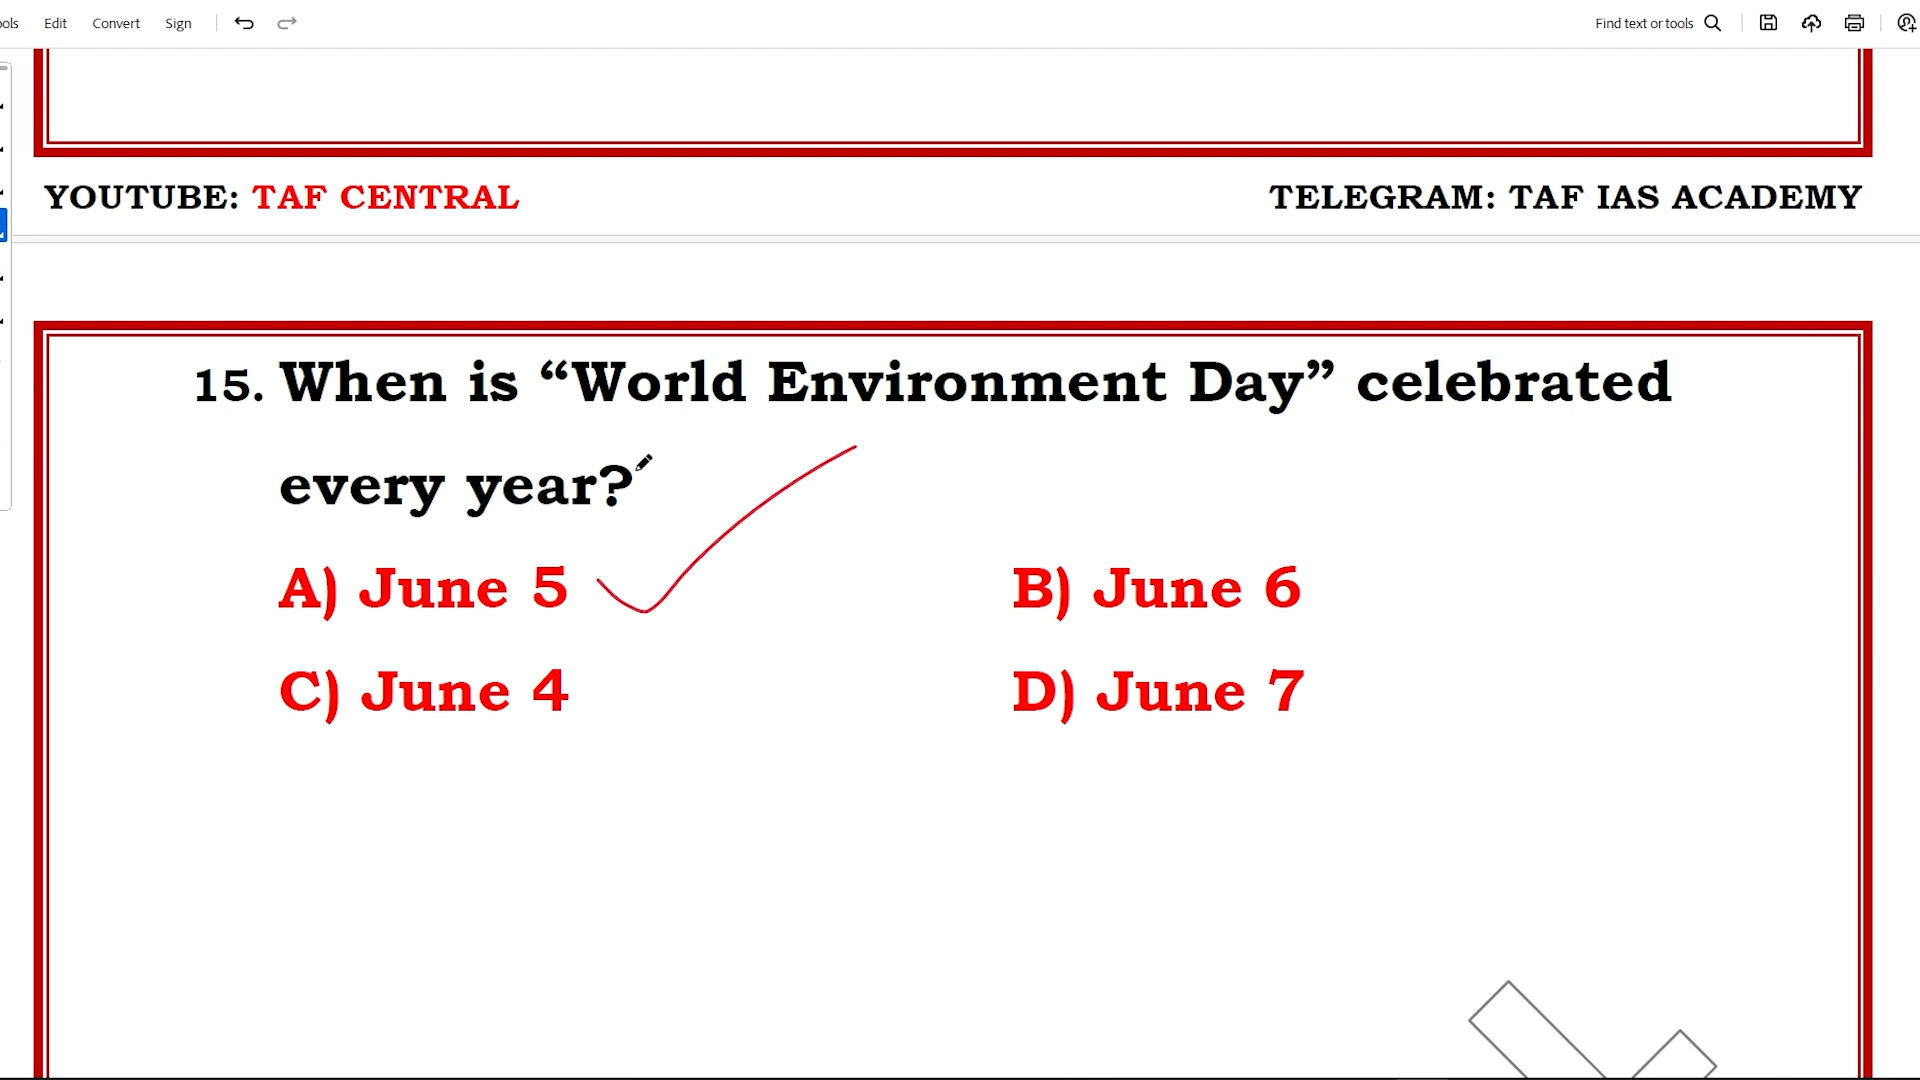 Edit Convert Sign Find text or tools
YOUTUBE: TAF CENTRAL TELEGRAM: TAF IAS ACADEMY
15. When is “World Environment Day” celebrated
every year?
A) June 5 B) June 6
C) June 4 D) June 7